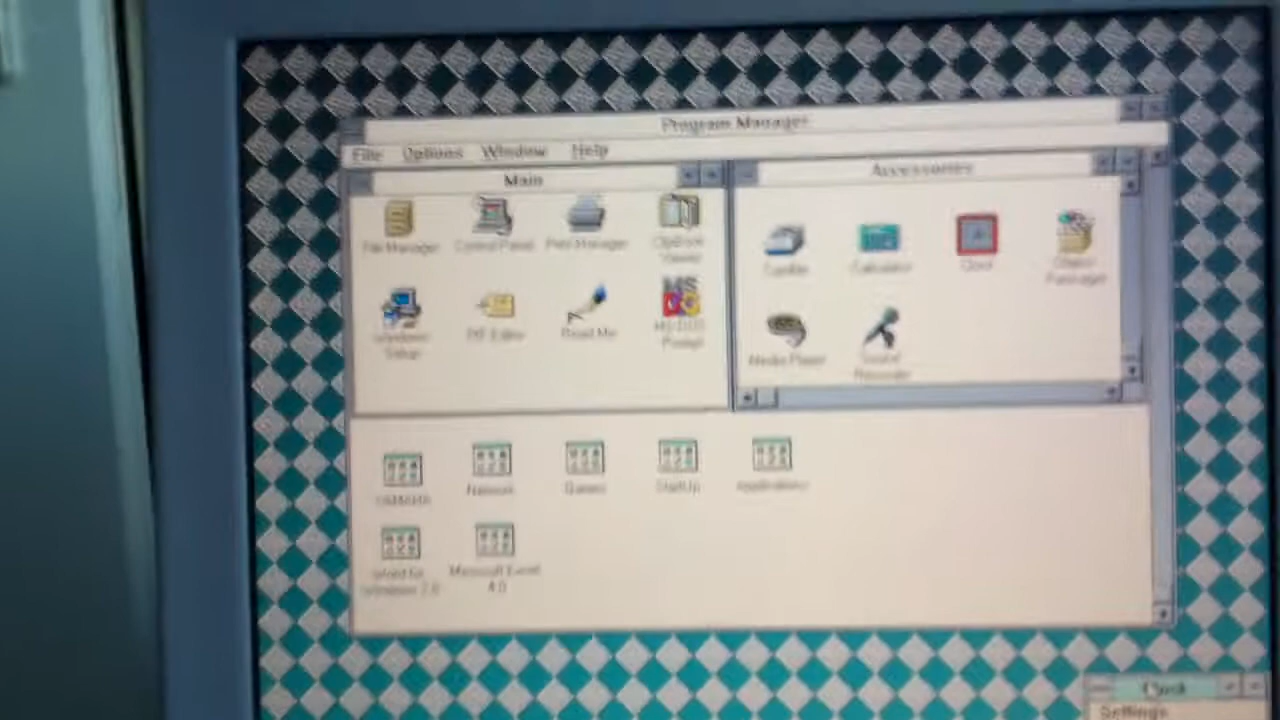 Program Manager
File Options Window Help
Main
Accessories
File Manager Control Panel Print Manager ClipBook Viewer
Cardfile Calculator Clock Object Packager
Windows Setup PIF Editor Read Me MS-DOS Prompt
Media Player Sound Recorder
Network Games StartUp Applications
Word for Windows 2.0 Microsoft Excel 4.0
Clock
Settings